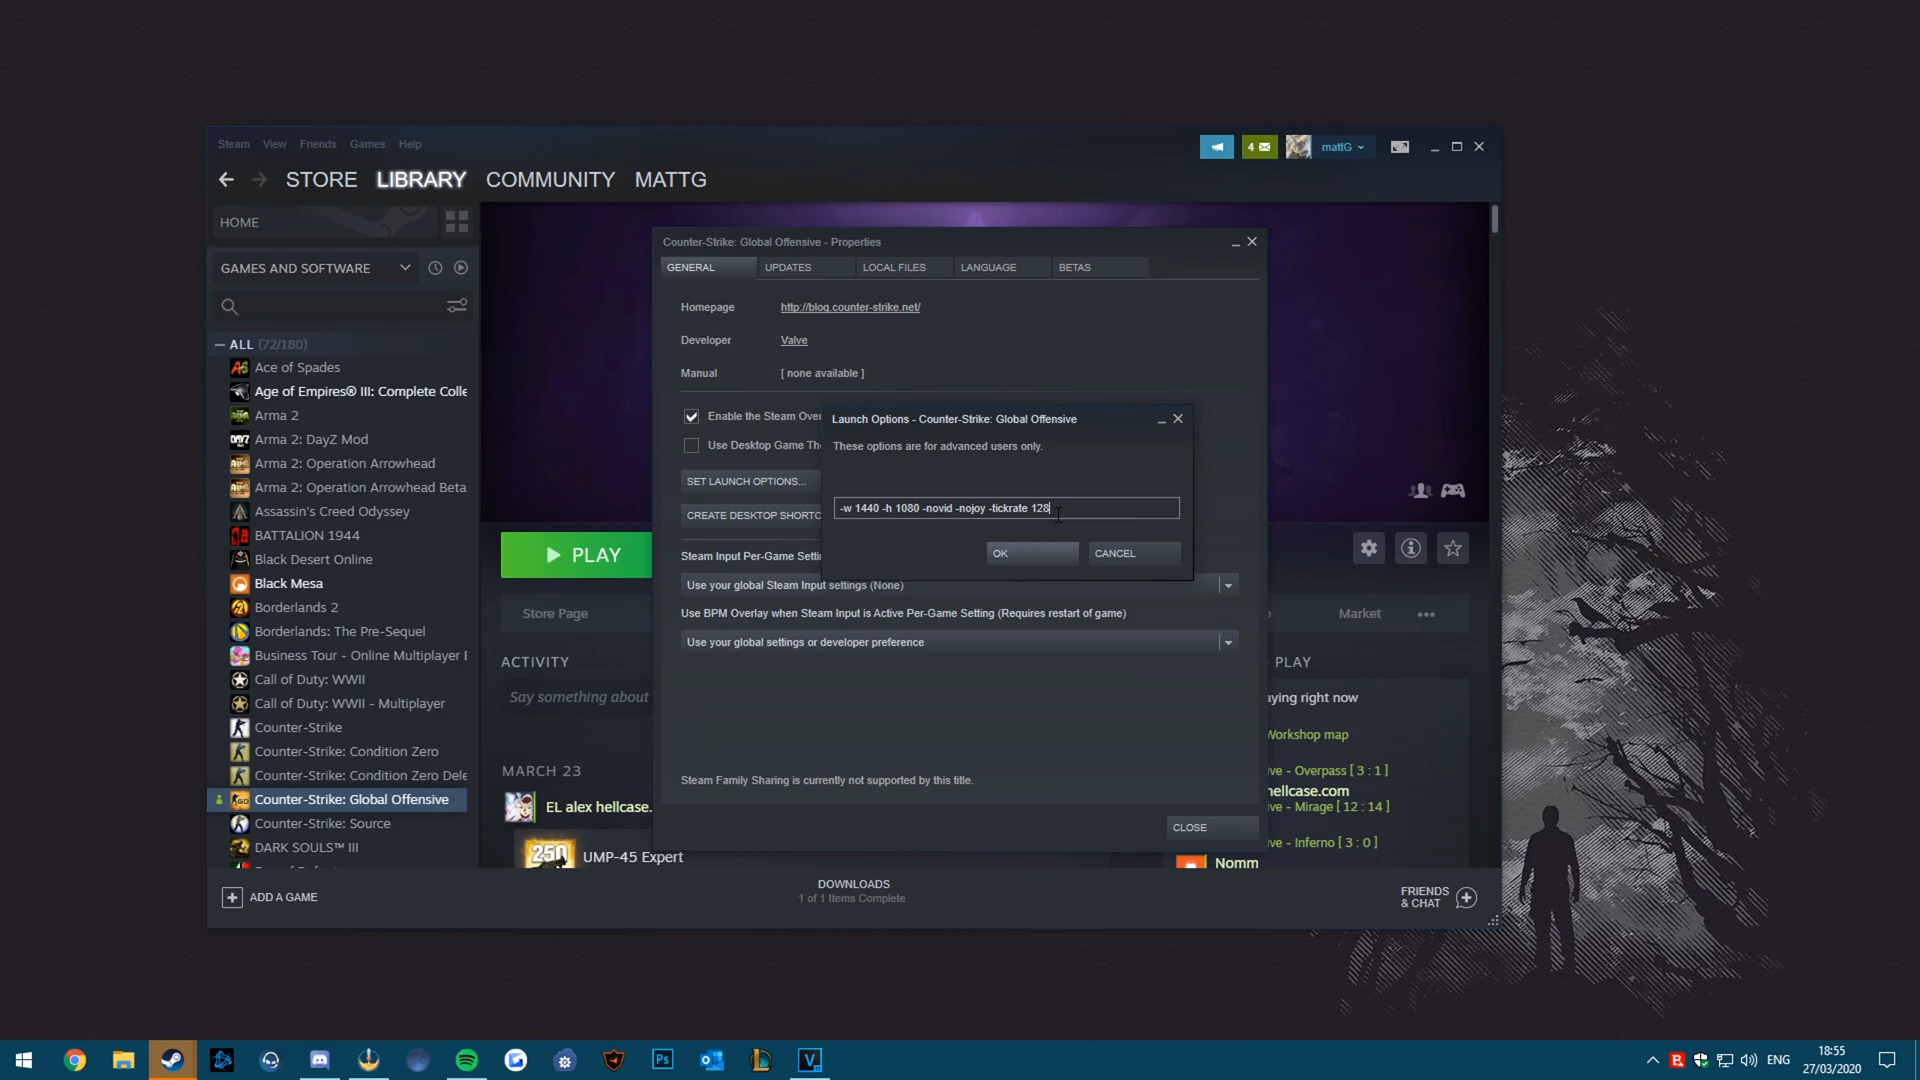 Steam View Friends Games Help
4
mattG
STORE LIBRARY COMMUNITY MATTG
HOME
GAMES AND SOFTWARE
ALL (72/180)
Ace of Spades
Age of Empires® III: Complete Colle
Arma 2
Arma 2: DayZ Mod
Arma 2: Operation Arrowhead
Arma 2: Operation Arrowhead Beta
Assassin's Creed Odyssey
BATTALION 1944
Black Desert Online
Black Mesa
Borderlands 2
Borderlands: The Pre-Sequel
Business Tour - Online Multiplayer
Call of Duty: WWII
Call of Duty: WWII - Multiplayer
Counter-Strike
Counter-Strike: Condition Zero
Counter-Strike: Condition Zero Dele
Counter-Strike: Global Offensive
Counter-Strike: Source
DARK SOULS™ III
ADD A GAME
PLAY
Store Page
Market
ACTIVITY
Say something about
MARCH 23
EL alex hellcase.
250
UMP-45 Expert
Counter-Strike: Global Offensive - Properties
GENERAL UPDATES LOCAL FILES LANGUAGE BETAS
Homepage http://blog.counter-strike.net/
Developer Valve
Manual [ none available ]
Enable the Steam Over
Use Desktop Game The
SET LAUNCH OPTIONS...
CREATE DESKTOP SHORTC
Steam Input Per-Game Setti
Use your global Steam Input settings (None)
Use BPM Overlay when Steam Input is Active Per-Game Setting (Requires restart of game)
Use your global settings or developer preference
Steam Family Sharing is currently not supported by this title.
CLOSE
Launch Options - Counter-Strike: Global Offensive
These options are for advanced users only.
-w 1440 -h 1080 -novid -nojoy -tickrate 128
OK CANCEL
PLAY
aying right now
Workshop map
ive - Overpass [ 3 : 1 ]
hellcase.com
ive - Mirage [ 12 : 14 ]
ive - Inferno [ 3 : 0 ]
Nomm
DOWNLOADS
1 of 1 Items Complete
FRIENDS
& CHAT
Ps
V
ENG
18:55
27/03/2020